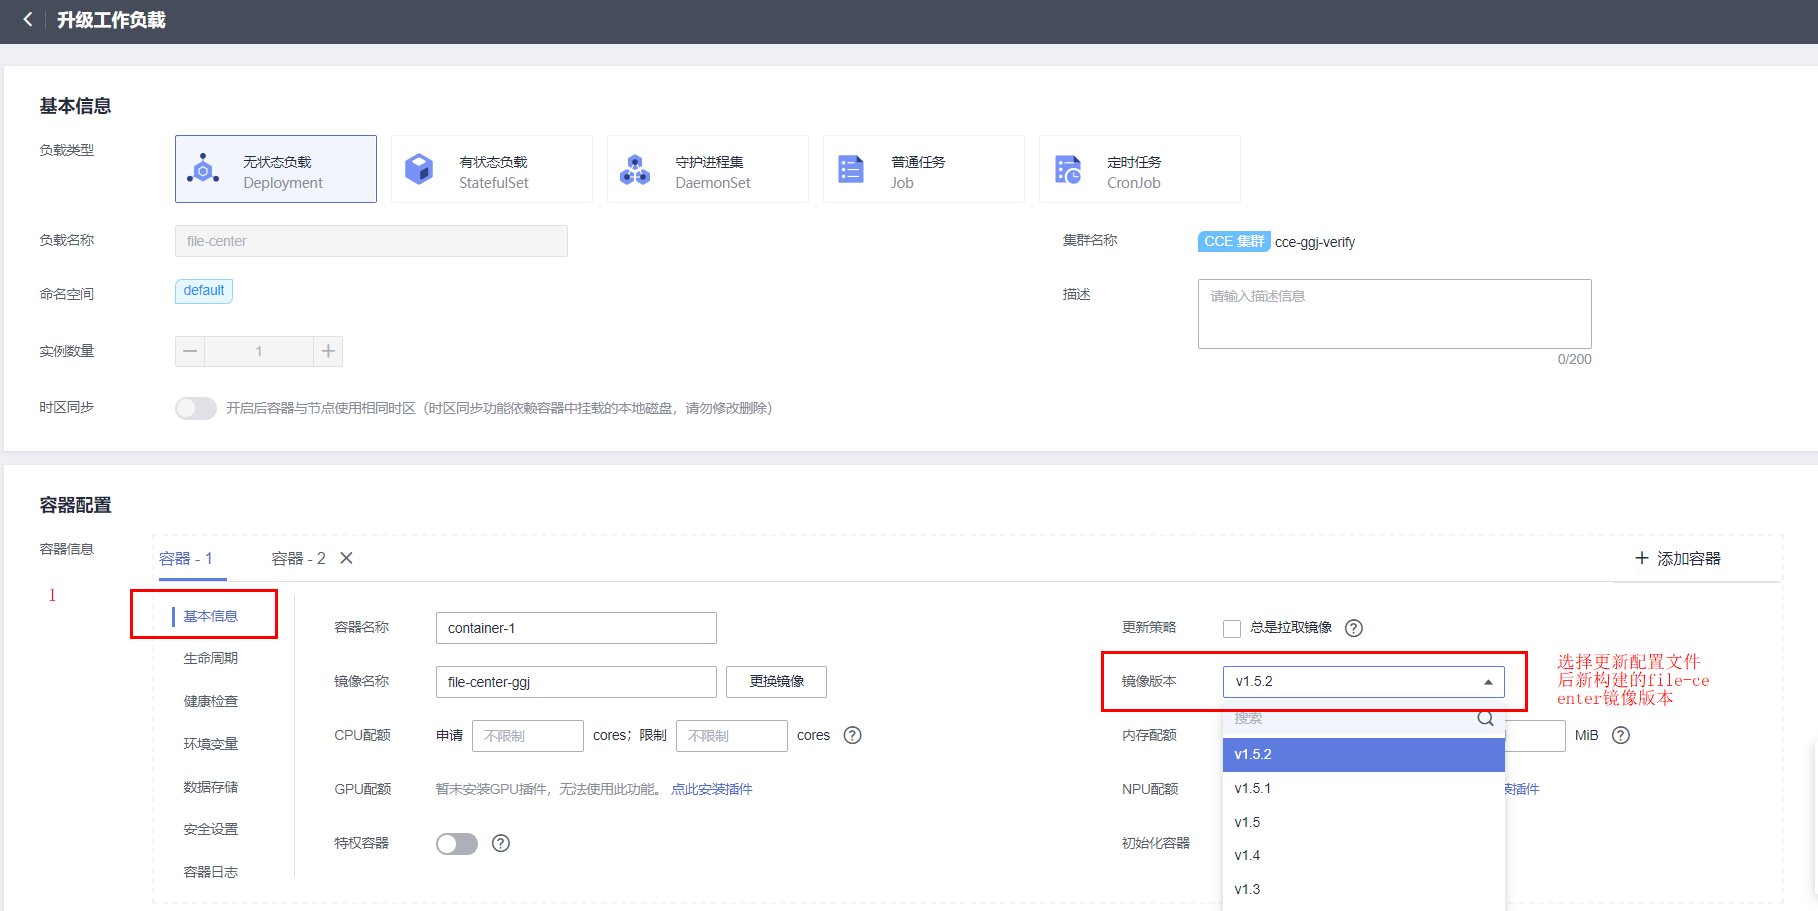 升级工作负载
基本信息
负载类型
无状态负载
Deployment
有状态负载
StatefulSet
守护进程集
DaemonSet
普通任务
Job
定时任务
CronJob
负载名称
file-center
集群名称
CCE 集群 cce-ggj-verify
命名空间
default
描述
请输入描述信息
0/200
实例数量
1
时区同步
开启后容器与节点使用相同时区（时区同步功能依赖容器中挂载的本地磁盘，请勿修改删除）
容器配置
容器信息
容器 - 1
容器 - 2
添加容器
1
基本信息
生命周期
健康检查
环境变量
数据存储
安全设置
容器日志
容器名称
container-1
更新策略
总是拉取镜像
镜像名称
file-center-ggj
更换镜像
镜像版本
v1.5.2
选择更新配置文件
后新构建的file-ce
enter镜像版本
搜索
v1.5.2
v1.5.1
v1.5
v1.4
v1.3
CPU配额
申请 不限制 cores；限制 不限制 cores
内存配额
MiB
GPU配额
暂未安装GPU插件，无法使用此功能。 点此安装插件
NPU配额
插件
特权容器
初始化容器